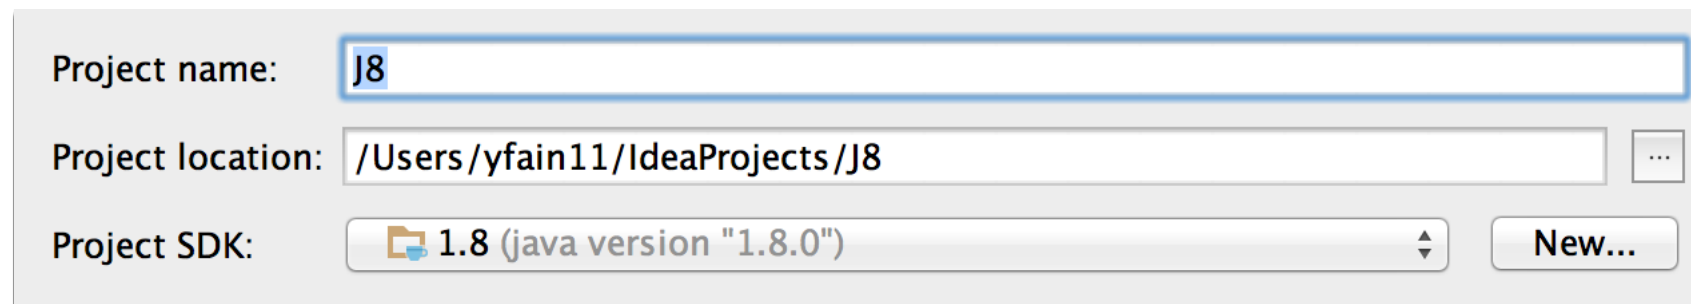 Project name: J8
Project location: /Users/yfain11/IdeaProjects/J8 ...
Project SDK: 1.8 (java version "1.8.0") New...